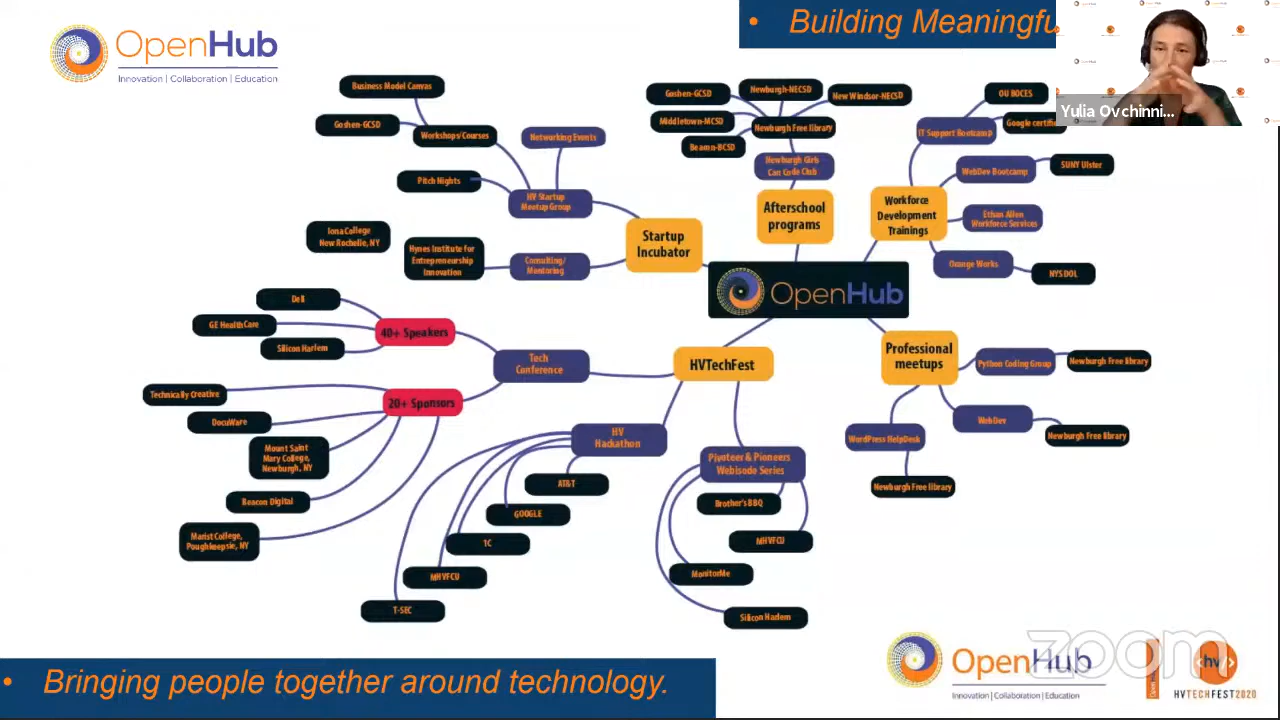 OpenHub
Innovation | Collaboration | Education
• Building Meaningfu
Yulia Ovchinni...
Business Model Canvas
Goshen-GCSD
Workshops/Courses
Networking Events
Pitch Nights
HV Startup
Meetup Group
Iona College
New Rochelle, NY
Hynes Institute for
Entrepreneurship
Innovation
Consulting/
Mentoring
Startup
Incubator
Goshen-GCSD
Newburgh-NECSD
New Windsor-NECSD
Middletown-MCSD
Newburgh Free library
Beamn-BCSD
Newburgh Girls
Can Code Club
Afterschool
programs
OU BOCES
Google certific
IT Support Bootcamp
WebDev Bootcamp
SUNY Ulster
Workforce
Development
Trainings
Ethan Allen
Workforce Services
Orange Works
NYSDOL
OpenHub
Dell
GE HealthCare
Silicon Harlem
40+ Speakers
Tech
Conference
HVTechFest
Technically Creative
DocuWare
Mount Saint
Mary College,
Newburgh, NY
Beacon Digital
Marist College,
Poughkeepsie, NY
20+ Sponsors
HV
Hackathon
AT&T
GOOGLE
1C
MHVFCU
T-SEC
Pivoteer & Pioneers
Webisode Series
Brother's BBQ
MHVFCU
MonitorMe
Silicon Harlem
Professional
meetups
Python Coding Group
Newburgh Free library
WebDev
Newburgh Free library
WordPress HelpDesk
Newburgh Free library
• Bringing people together around technology.
OpenHub
Innovation | Collaboration | Education
zoom
hv
HVTECHFEST2020